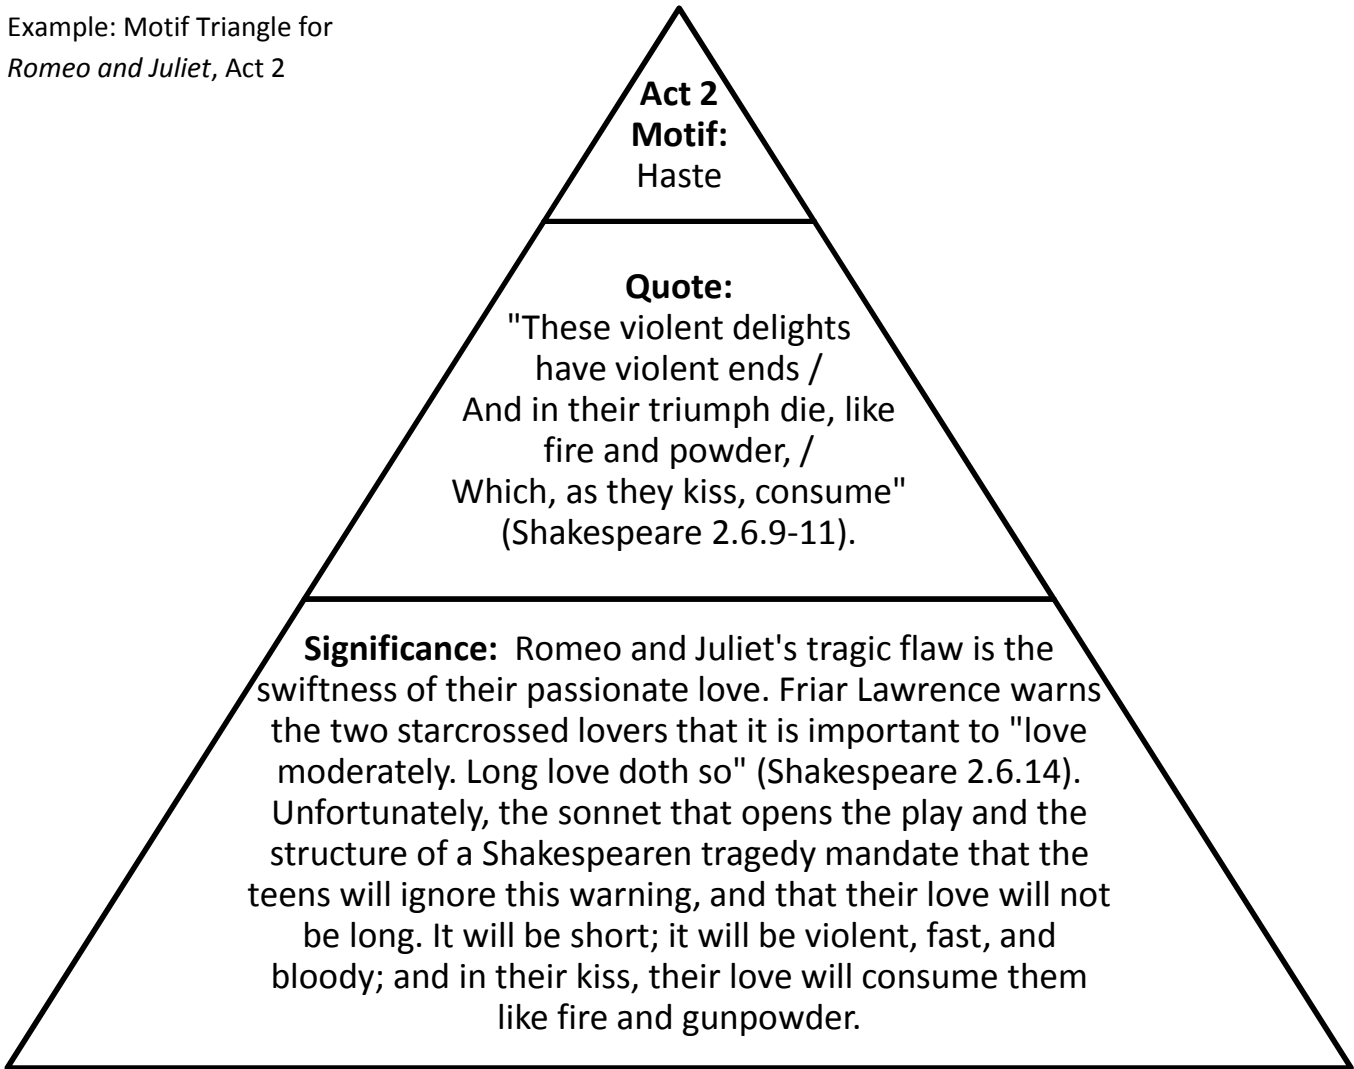 Example: Motif Triangle for
Romeo and Juliet, Act 2
Act 2
Motif:
Haste
Quote:
"These violent delights
have violent ends /
And in their triumph die, like
fire and powder, /
Which, as they kiss, consume"
(Shakespeare 2.6.9-11).
Significance:  Romeo and Juliet's tragic flaw is the
swiftness of their passionate love. Friar Lawrence warns
the two starcrossed lovers that it is important to "love
moderately. Long love doth so" (Shakespeare 2.6.14).
Unfortunately, the sonnet that opens the play and the
structure of a Shakespearen tragedy mandate that the
teens will ignore this warning, and that their love will not
be long. It will be short; it will be violent, fast, and
bloody; and in their kiss, their love will consume them
like fire and gunpowder.